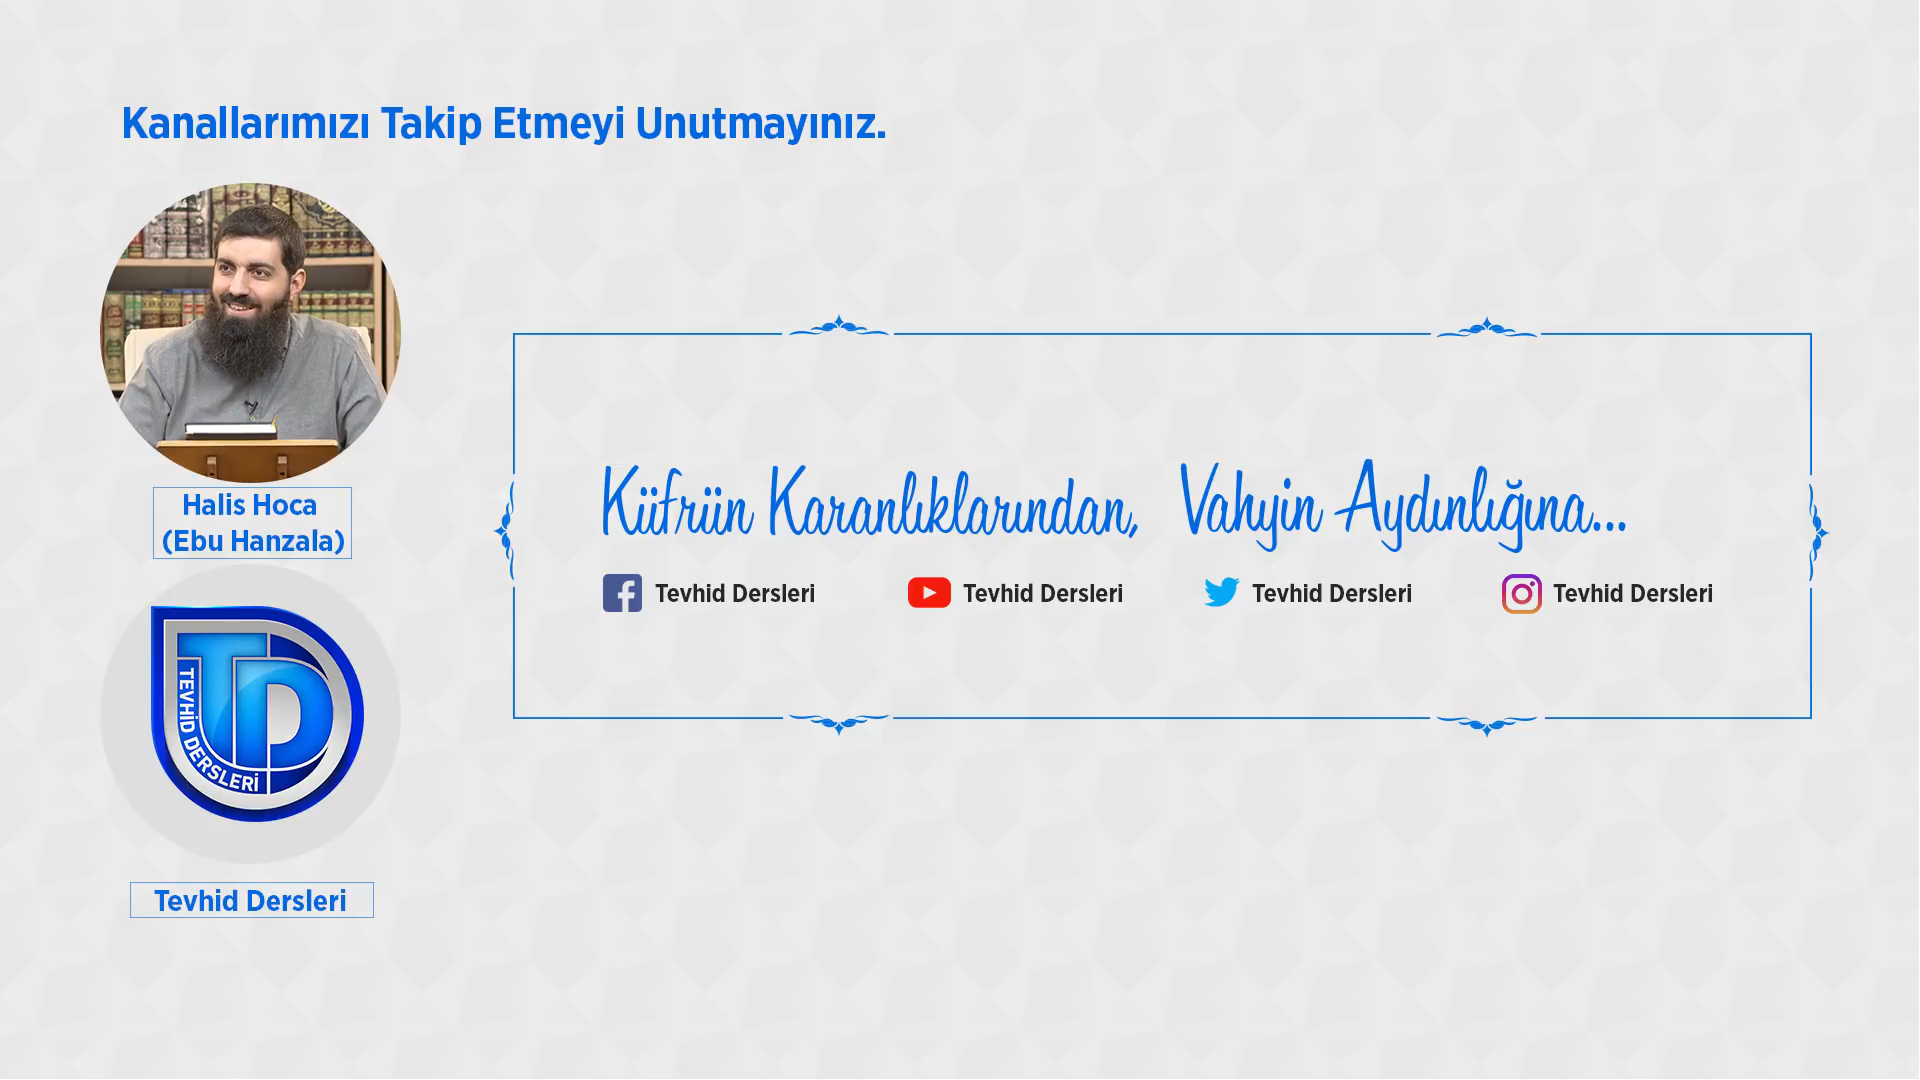 Kanallarımızı Takip Etmeyi Unutmayınız.
Halis Hoca
(Ebu Hanzala)
Küfrün Karanlıklarından, Vahyin Aydınlığına...
Tevhid Dersleri Tevhid Dersleri Tevhid Dersleri Tevhid Dersleri
TD
TEVHİD DERSLERİ
Tevhid Dersleri